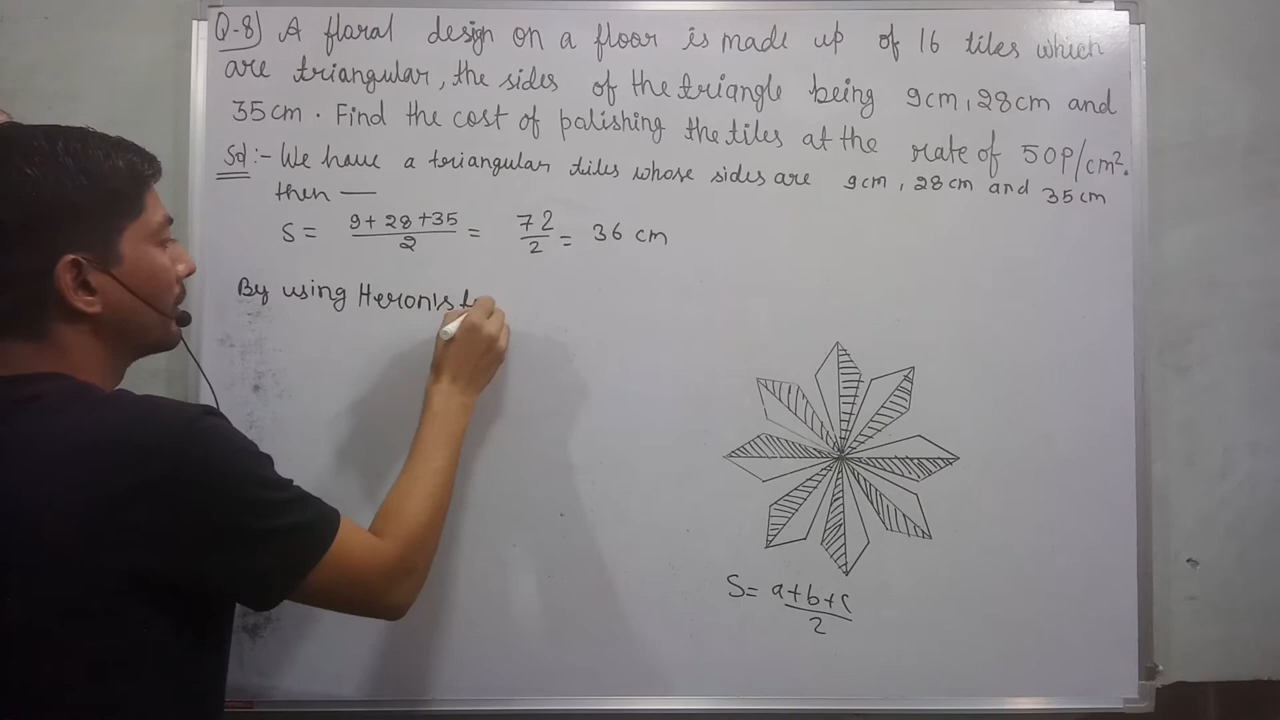 Q-8) A floral design on a floor is made up of 16 tiles which
are triangular, the sides of the triangle being 9cm, 28cm and
35cm. Find the cost of polishing the tiles at the rate of 50p/cm².
Sol:- We have a triangular tiles whose sides are 9cm, 28cm and 35cm
then —
S = 9+28+35/2 = 72/2 = 36 cm
By using Heron's
S = a+b+c/2